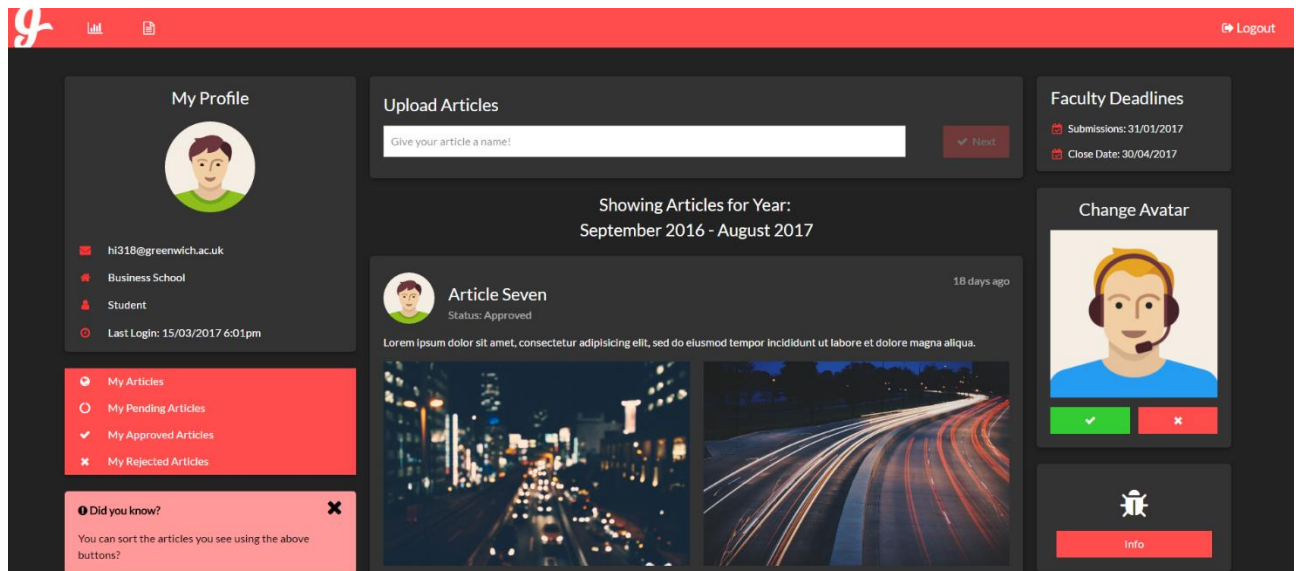 g
Logout
My Profile
hi318@greenwich.ac.uk
Business School
Student
Last Login: 15/03/2017 6:01pm
My Articles
My Pending Articles
My Approved Articles
My Rejected Articles
Did you know?
You can sort the articles you see using the above
buttons?
Upload Articles
Give your article a name!
Next
Showing Articles for Year:
September 2016 - August 2017
Article Seven
18 days ago
Status: Approved
Lorem ipsum dolor sit amet, consectetur adipisicing elit, sed do eiusmod tempor incididunt ut labore et dolore magna aliqua.
Faculty Deadlines
Submissions: 31/01/2017
Close Date: 30/04/2017
Change Avatar
Info